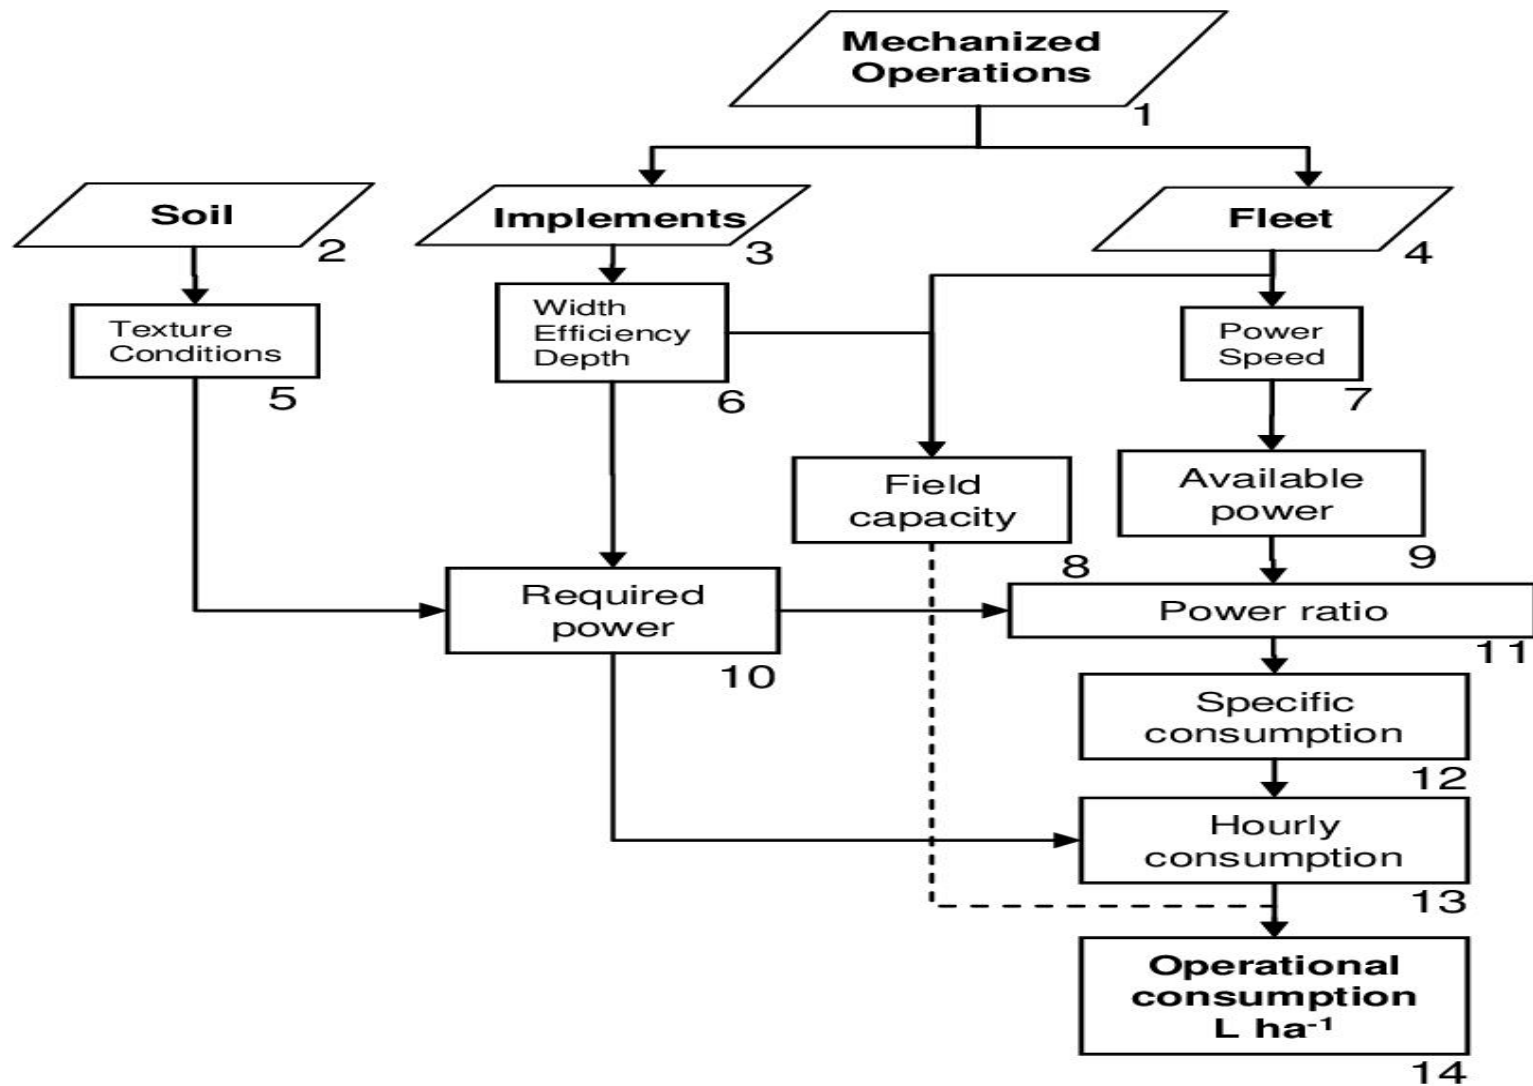 Mechanized
Operations
1
Soil
2
Implements
3
Fleet
4
Texture
Conditions
5
Width
Efficiency
Depth
6
Power
Speed
7
Field
capacity
8
Available
power
9
Required
power
10
Power ratio
11
Specific
consumption
12
Hourly
consumption
13
Operational
consumption
L ha⁻¹
14